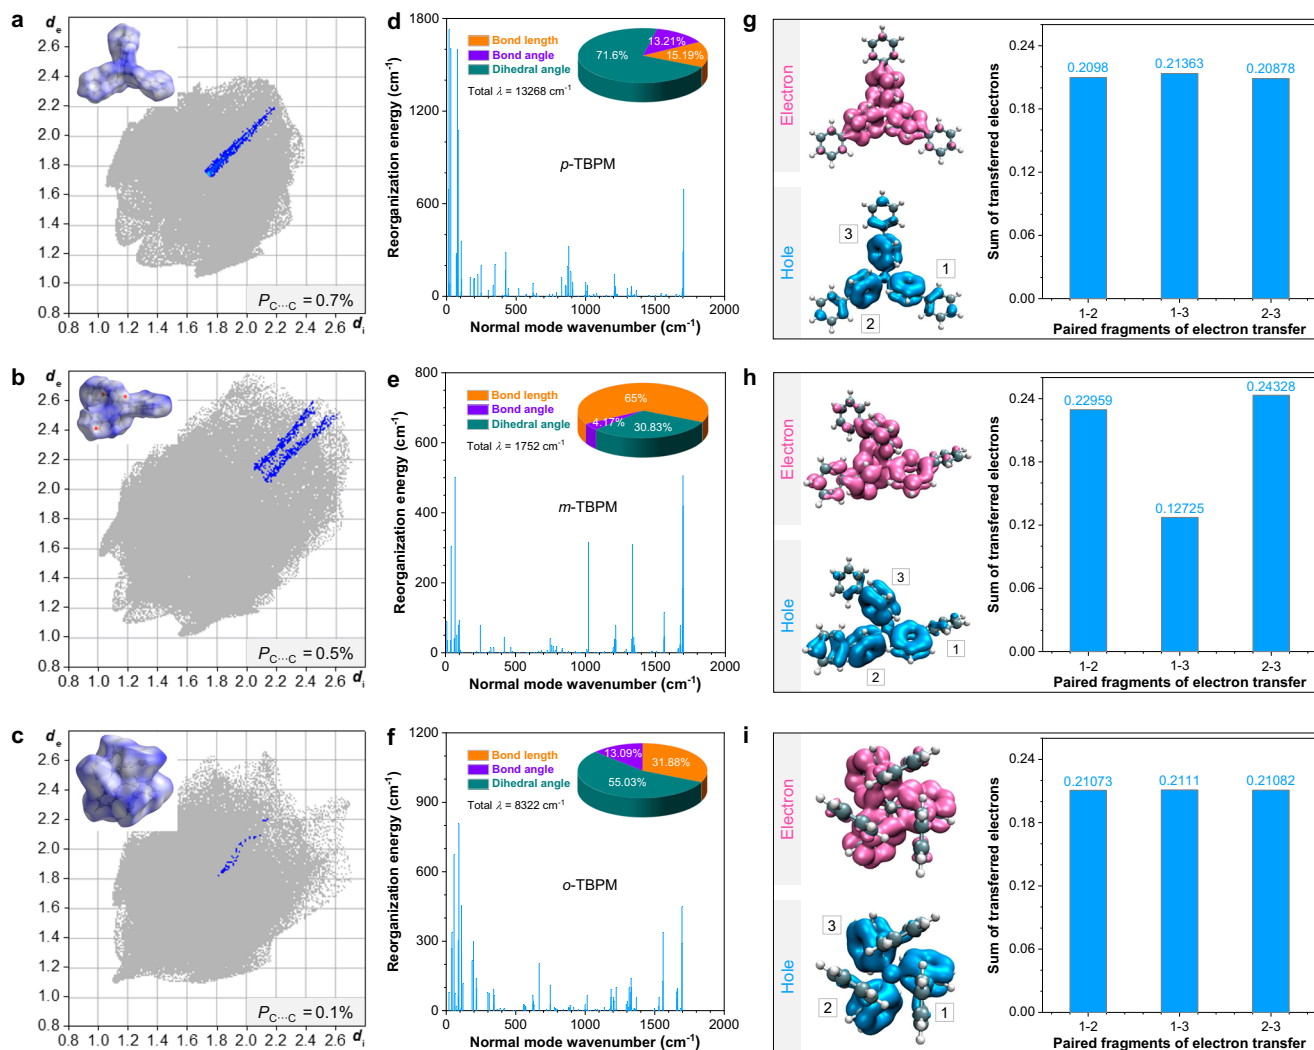 a
de
2.6
2.4
2.2
2.0
1.8
1.6
1.4
1.2
1.0
0.8
PC···C = 0.7%
0.8 1.0 1.2 1.4 1.6 1.8 2.0 2.2 2.4 2.6 di
d
Reorganization energy (cm-1)
1800
1200
600
0
Bond length
Bond angle
Dihedral angle
Total λ = 13268 cm-1
71.6%
13.21%
15.19%
p-TBPM
0 500 1000 1500 2000
Normal mode wavenumber (cm-1)
g
Electron
Hole
3
1
2
Sum of transferred electrons
0.24
0.18
0.12
0.06
0.00
0.2098
0.21363
0.20878
1-2 1-3 2-3
Paired fragments of electron transfer
b
de
2.6
2.4
2.2
2.0
1.8
1.6
1.4
1.2
1.0
0.8
PC···C = 0.5%
0.8 1.0 1.2 1.4 1.6 1.8 2.0 2.2 2.4 2.6 di
e
Reorganization energy (cm-1)
800
600
400
200
0
Bond length
Bond angle
Dihedral angle
Total λ = 1752 cm-1
65%
4.17%
30.83%
m-TBPM
0 500 1000 1500 2000
Normal mode wavenumber (cm-1)
h
Electron
Hole
3
1
2
Sum of transferred electrons
0.24
0.18
0.12
0.06
0.00
0.22959
0.12725
0.24328
1-2 1-3 2-3
Paired fragments of electron transfer
c
de
2.6
2.4
2.2
2.0
1.8
1.6
1.4
1.2
1.0
0.8
PC···C = 0.1%
0.8 1.0 1.2 1.4 1.6 1.8 2.0 2.2 2.4 2.6 di
f
Reorganization energy (cm-1)
1200
900
600
300
0
Bond length
Bond angle
Dihedral angle
Total λ = 8322 cm-1
13.09%
31.88%
55.03%
o-TBPM
0 500 1000 1500 2000
Normal mode wavenumber (cm-1)
i
Electron
Hole
3
2
1
Sum of transferred electrons
0.24
0.18
0.12
0.06
0.00
0.21073
0.2111
0.21082
1-2 1-3 2-3
Paired fragments of electron transfer